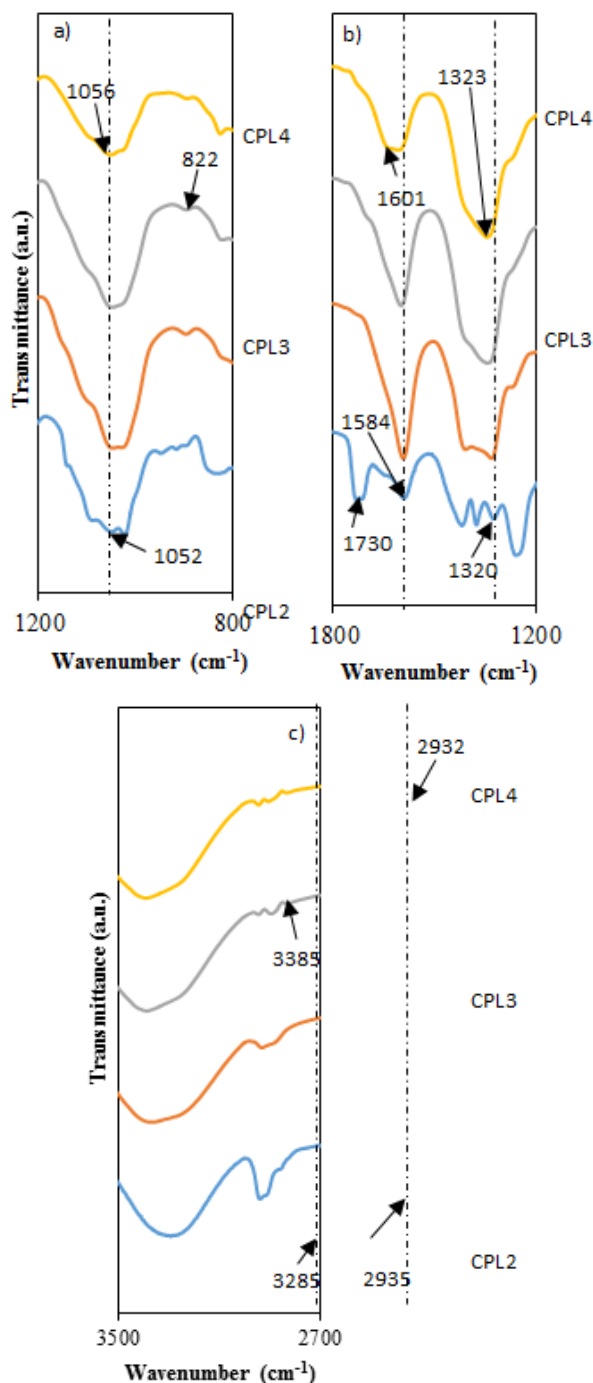 a)
1056
822
CPL4
CPL3
1052
CPL2
Transmittance (a.u.)
1200
800
Wavenumber (cm⁻¹)
b)
1323
CPL4
1601
CPL3
1584
1730
1320
1800
1200
Wavenumber (cm⁻¹)
c)
2932
CPL4
3385
CPL3
Transmittance (a.u.)
3285
2935
CPL2
3500
2700
Wavenumber (cm⁻¹)